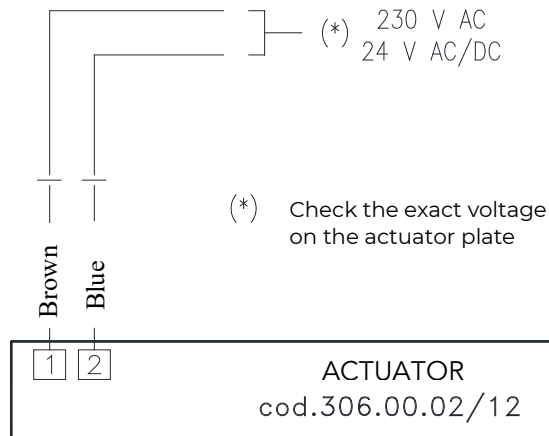 (*) 230 V AC
24 V AC/DC
(*) Check the exact voltage
on the actuator plate
Brown
Blue
1 2
ACTUATOR
cod.306.00.02/12